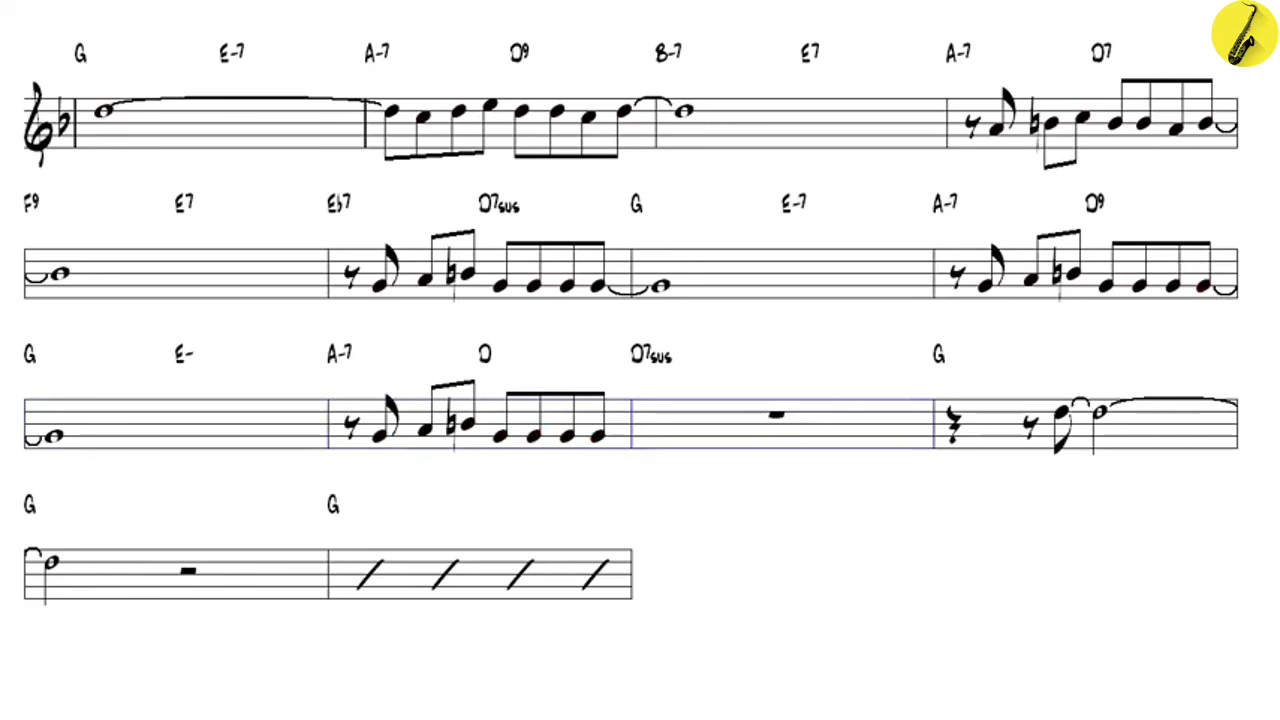 G E-7 A-7 D9 B-7 E7 A-7 D7
F9 E7 Eb7 D7sus G E-7 A-7 D9
G E- A-7 D D7sus G
G G